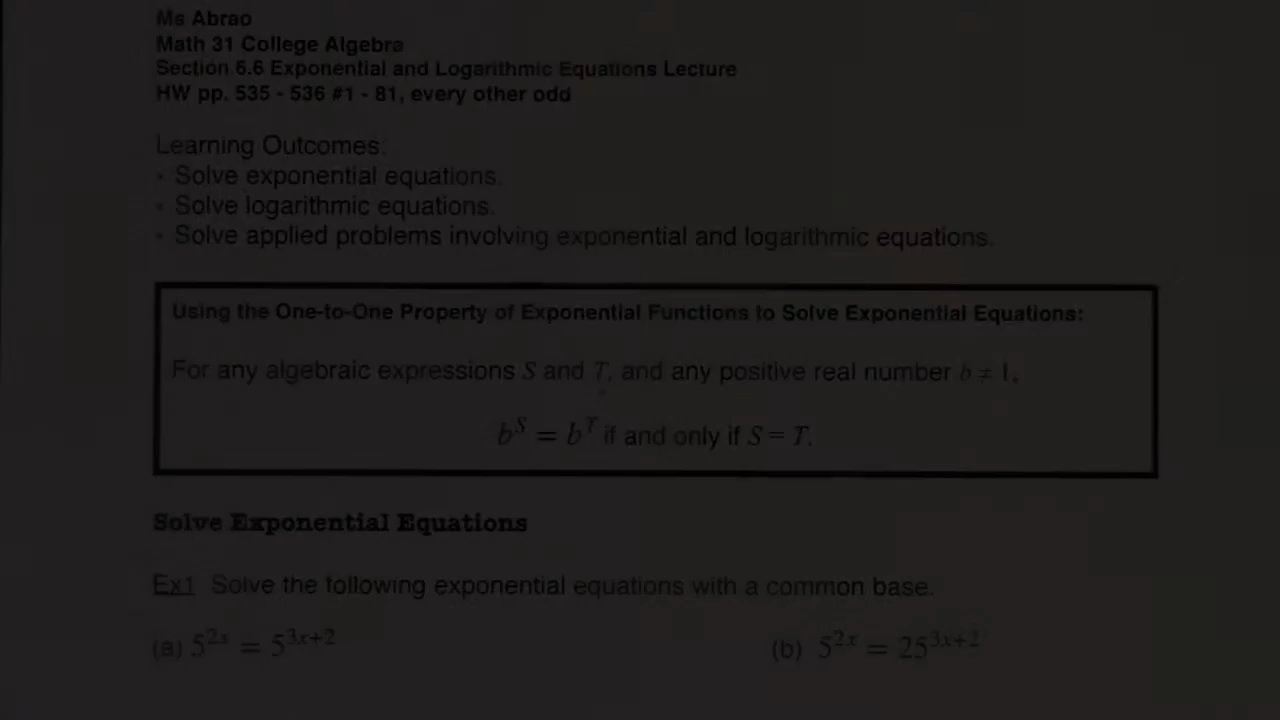 Ms Abrao
Math 31 College Algebra
Section 6.6 Exponential and Logarithmic Equations Lecture
HW pp. 535 - 536 #1 - 81, every other odd
Learning Outcomes:
• Solve exponential equations.
• Solve logarithmic equations.
• Solve applied problems involving exponential and logarithmic equations.
Using the One-to-One Property of Exponential Functions to Solve Exponential Equations:
For any algebraic expressions S and T, and any positive real number b ≠ 1,
b^S = b^T if and only if S = T.
Solve Exponential Equations
Ex1 Solve the following exponential equations with a common base.
(a) 5^{2x} = 5^{3x+2} (b) 5^{2x} = 25^{3x+2}